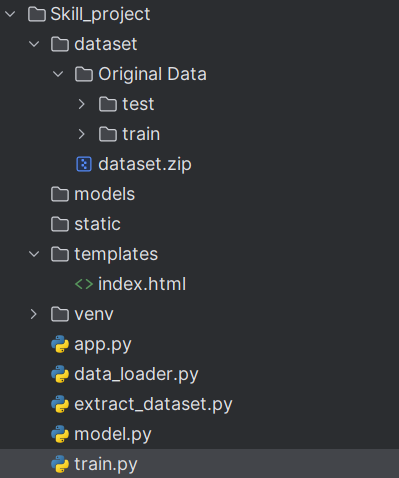 Skill_project
dataset
Original Data
test
train
dataset.zip
models
static
templates
index.html
venv
app.py
data_loader.py
extract_dataset.py
model.py
train.py